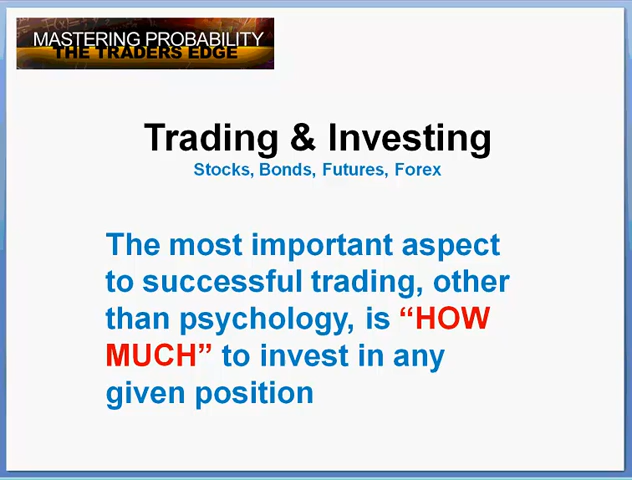 MASTERING PROBABILITY
THE TRADERS EDGE
Trading & Investing
Stocks, Bonds, Futures, Forex
The most important aspect
to successful trading, other
than psychology, is “HOW
MUCH” to invest in any
given position